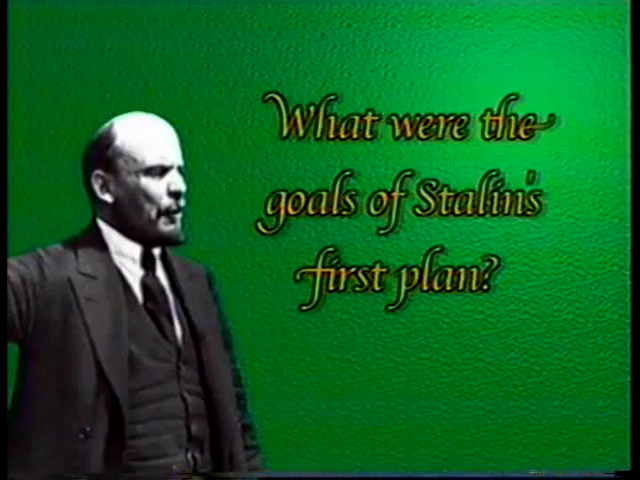 What were the
goals of Stalin's
first plan?